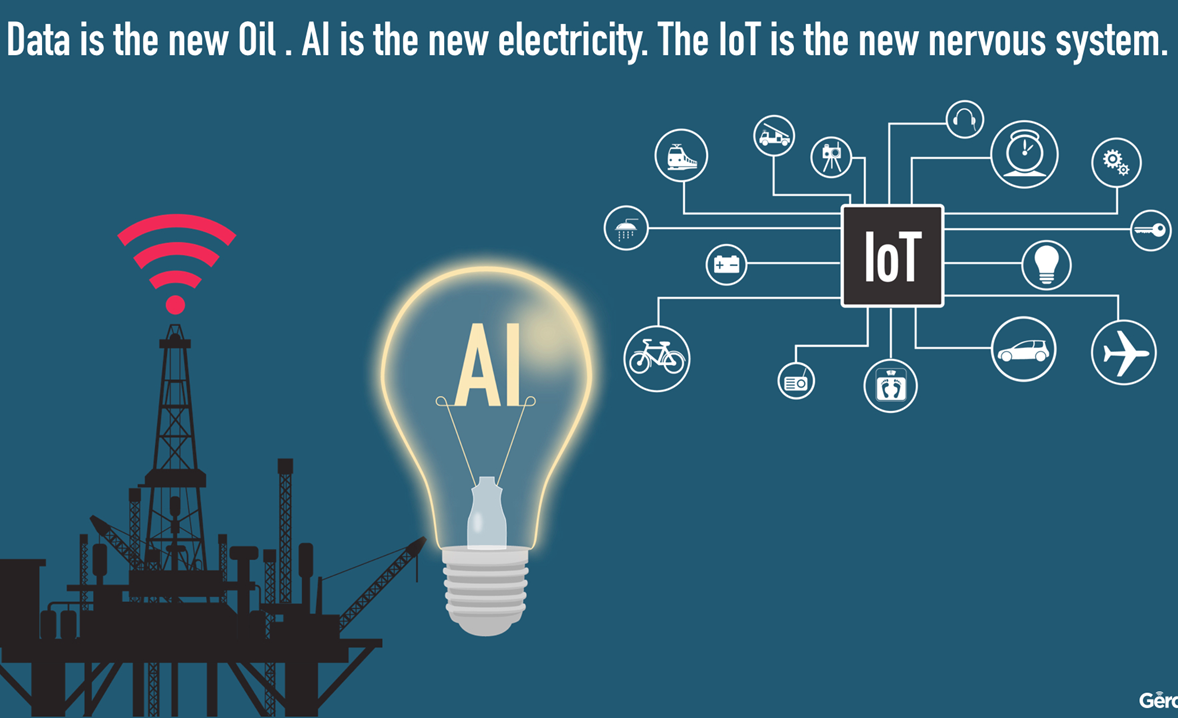 Data is the new Oil . AI is the new electricity. The IoT is the new nervous system.
IoT
AI